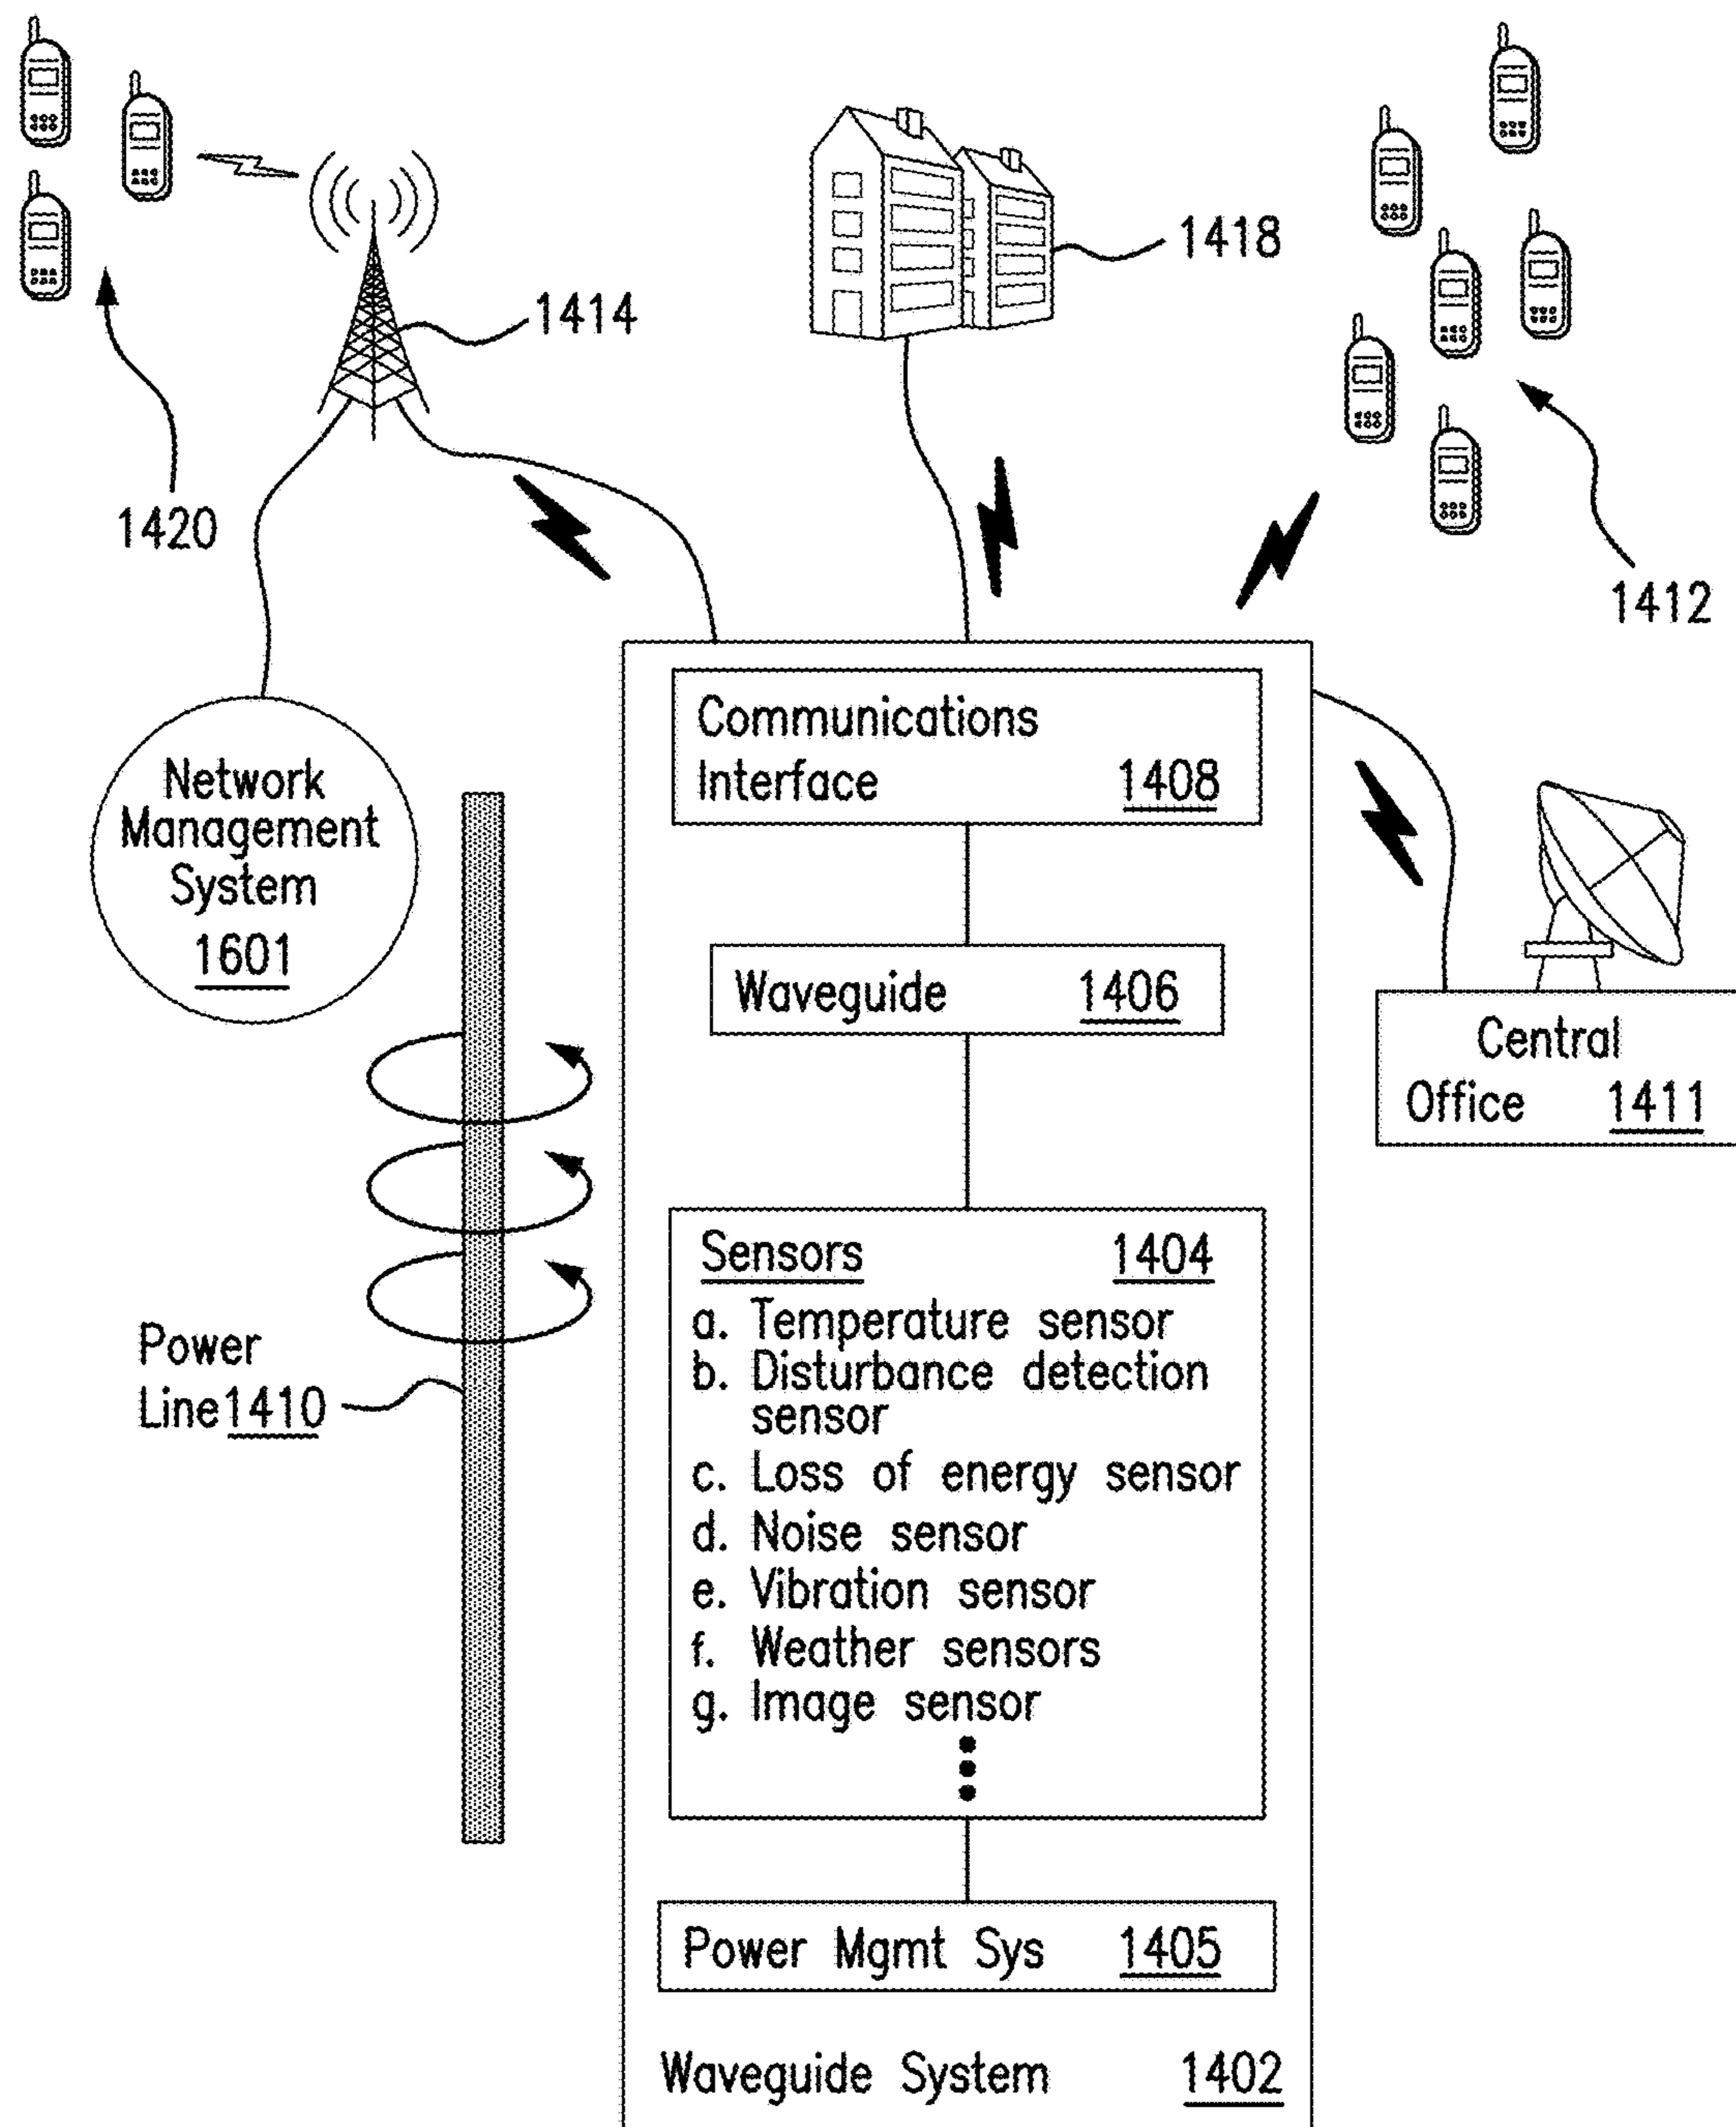 1418
1414
1420
1412
Communications
Interface 1408
Network
Management
System
1601
Waveguide 1406
Central
Office 1411
Sensors 1404
a. Temperature sensor
b. Disturbance detection
sensor
c. Loss of energy sensor
d. Noise sensor
e. Vibration sensor
f. Weather sensors
g. Image sensor
Power
Line 1410
Power Mgmt Sys 1405
Waveguide System 1402